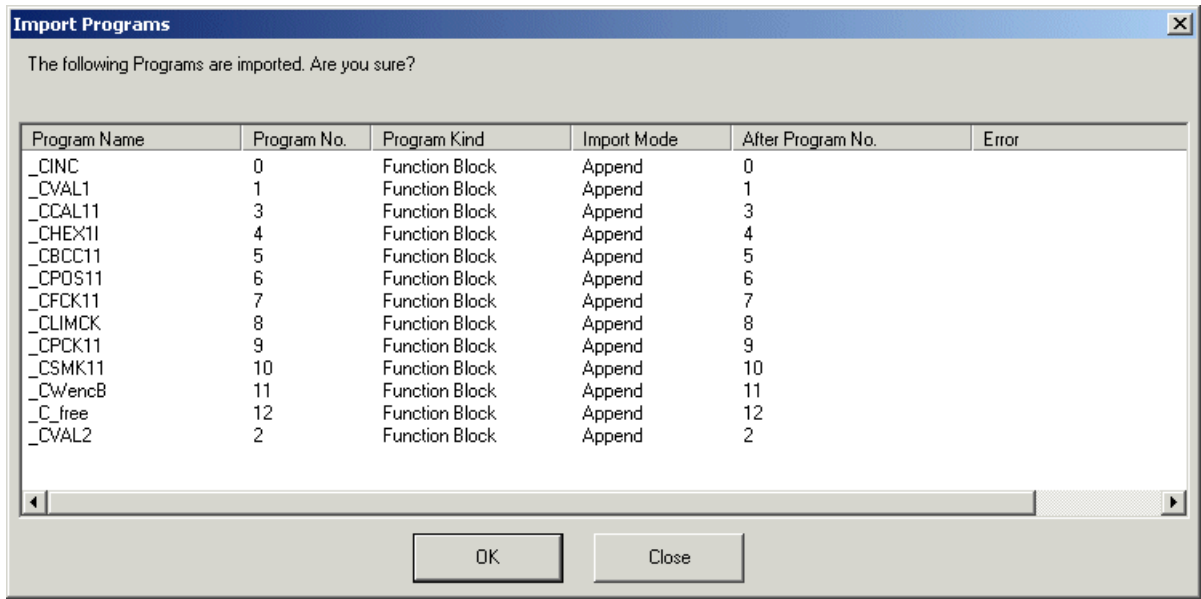 Import Programs
The following Programs are imported. Are you sure?
Program Name Program No. Program Kind Import Mode After Program No. Error
_CINC 0 Function Block Append 0
_CVAL1 1 Function Block Append 1
_CCAL11 3 Function Block Append 3
_CHEX1I 4 Function Block Append 4
_CBCC11 5 Function Block Append 5
_CPOS11 6 Function Block Append 6
_CFCK11 7 Function Block Append 7
_CLIMCK 8 Function Block Append 8
_CPCK11 9 Function Block Append 9
_CSMK11 10 Function Block Append 10
_CWencB 11 Function Block Append 11
_C_free 12 Function Block Append 12
_CVAL2 2 Function Block Append 2
OK Close